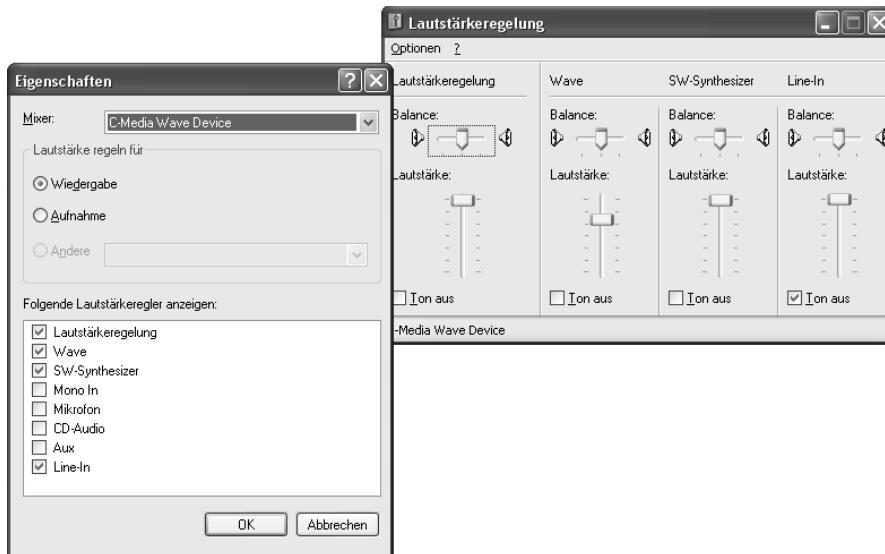 Lautstärkeregelung
Optionen ?
Lautstärkeregelung Wave SW-Synthesizer Line-In
Balance: Balance: Balance: Balance:
Lautstärke: Lautstärke: Lautstärke: Lautstärke:
Ton aus Ton aus Ton aus Ton aus
-Media Wave Device
Eigenschaften
Mixer: C-Media Wave Device
Lautstärke regeln für
Wiedergabe
Aufnahme
Andere
Folgende Lautstärkeregler anzeigen:
Lautstärkeregelung
Wave
SW-Synthesizer
Mono In
Mikrofon
CD-Audio
Aux
Line-In
OK Abbrechen